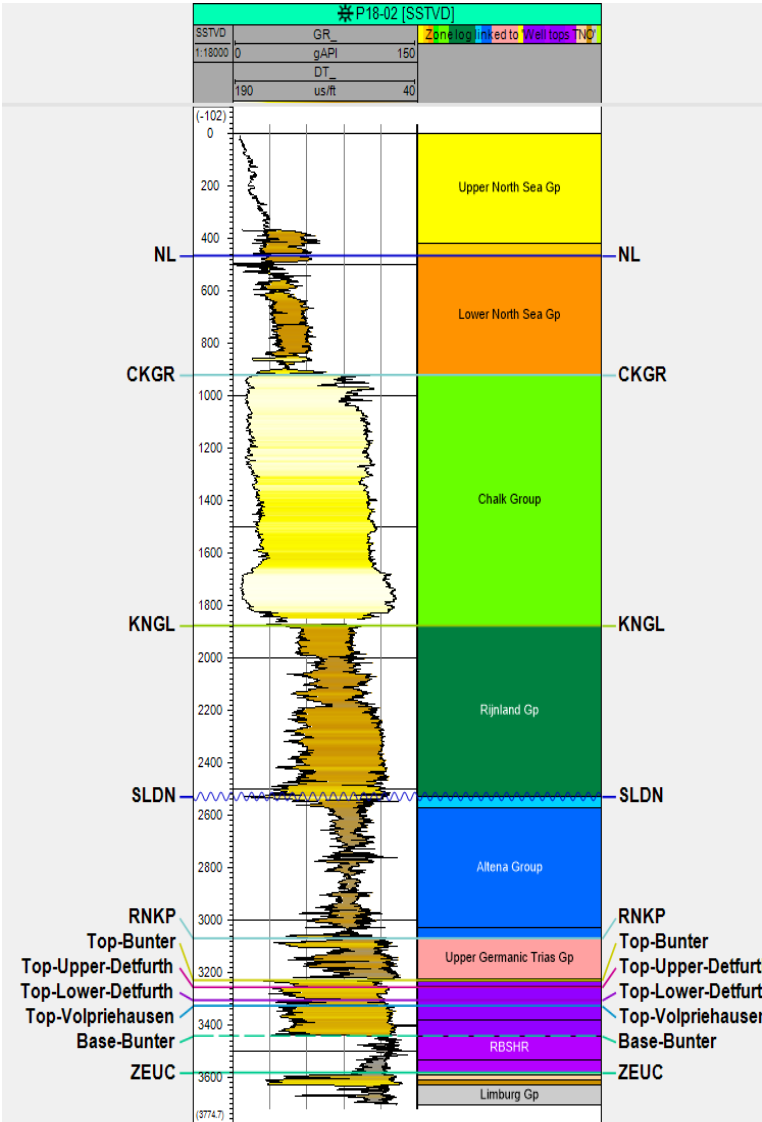 P18-02 [SSTVD]
SSTVD GR_ Zone log linked to 'Well tops TNO'
1:18000 0 gAPI 150
DT_
190 us/ft 40
(-102)
0
Upper North Sea Gp
200
400
NL NL
600
Lower North Sea Gp
800
CKGR CKGR
1000
1200
1400
Chalk Group
1600
1800
KNGL KNGL
2000
2200
Rijnland Gp
2400
SLDN SLDN
2600
2800
Altena Group
3000
RNKP RNKP
Top-Bunter Top-Bunter
Upper Germanic Trias Gp
Top-Upper-Detfurth Top-Upper-Detfurt
3200
Top-Lower-Detfurth Top-Lower-Detfurt
Top-Volpriehausen Top-Volpriehausen
3400
Base-Bunter Base-Bunter
RBSHR
ZEUC ZEUC
3600
Limburg Gp
(3774.7)